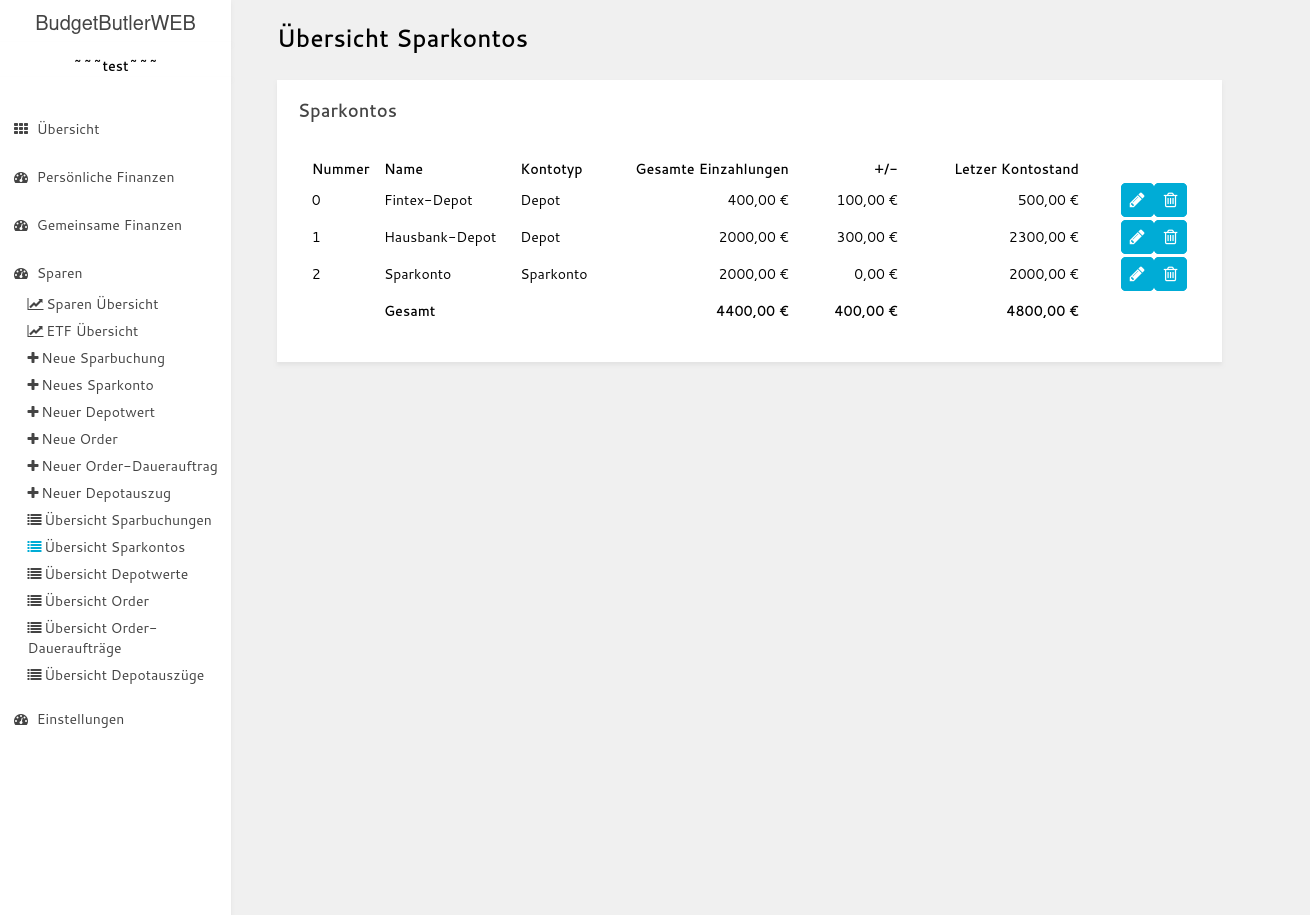 BudgetButlerWEB
~~~test~~~
Übersicht
Persönliche Finanzen
Gemeinsame Finanzen
Sparen
Sparen Übersicht
ETF Übersicht
Neue Sparbuchung
Neues Sparkonto
Neuer Depotwert
Neue Order
Neuer Order-Dauerauftrag
Neuer Depotauszug
Übersicht Sparbuchungen
Übersicht Sparkontos
Übersicht Depotwerte
Übersicht Order
Übersicht Order-
Daueraufträge
Übersicht Depotauszüge
Einstellungen
Übersicht Sparkontos
Sparkontos
Nummer Name Kontotyp Gesamte Einzahlungen +/- Letzer Kontostand
0 Fintex-Depot Depot 400,00 € 100,00 € 500,00 €
1 Hausbank-Depot Depot 2000,00 € 300,00 € 2300,00 €
2 Sparkonto Sparkonto 2000,00 € 0,00 € 2000,00 €
Gesamt 4400,00 € 400,00 € 4800,00 €